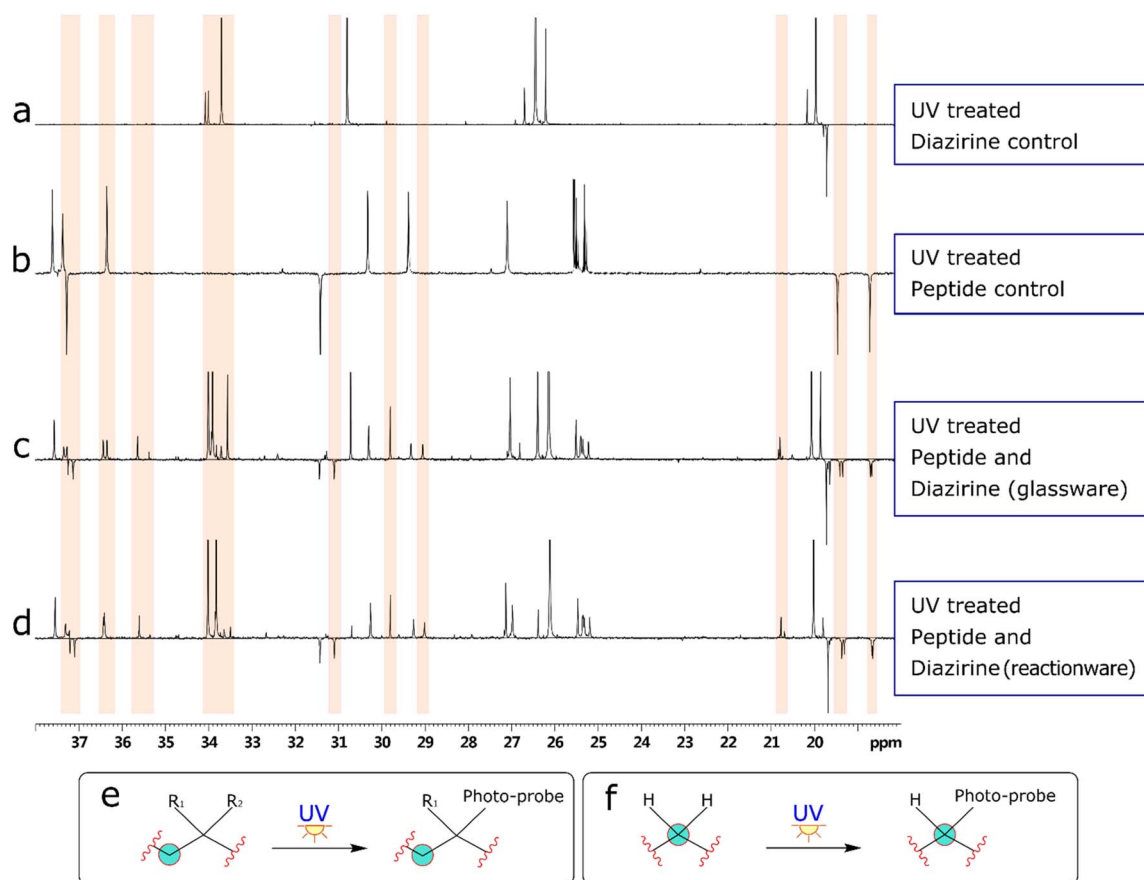 a
UV treated
Diazirine control
b
UV treated
Peptide control
c
UV treated
Peptide and
Diazirine (glassware)
d
UV treated
Peptide and
Diazirine (reactionware)
37 36 35 34 33 32 31 30 29 28 27 26 25 24 23 22 21 20 ppm
e
R1 R2 UV R1 Photo-probe
f
H H UV H Photo-probe